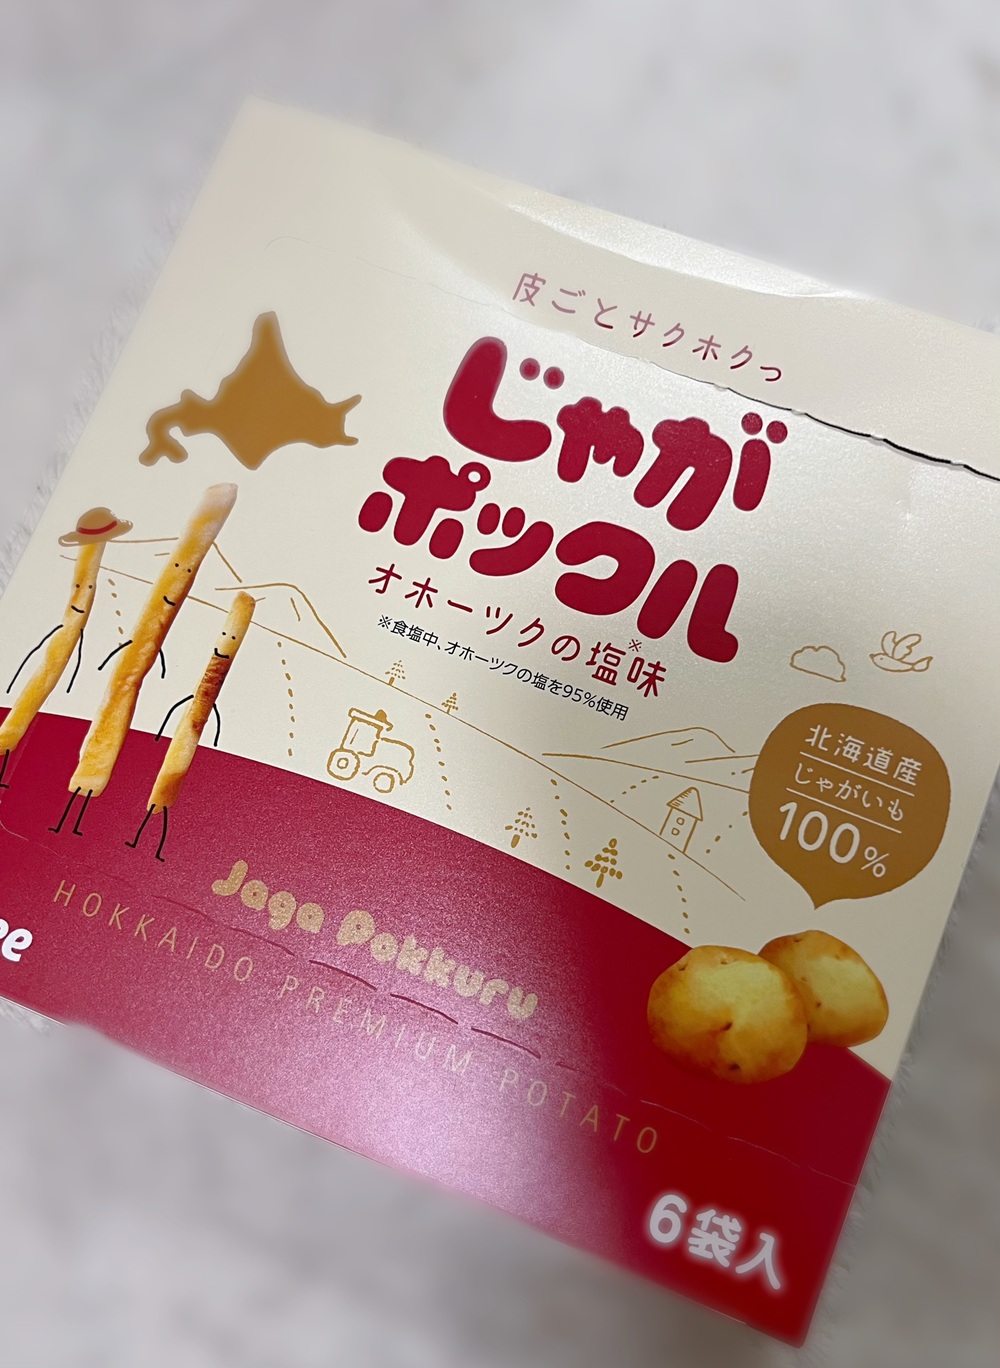 皮ごとサクホクっ
じゃが
ポックル
オホーツクの塩※味
※食塩中、オホーツクの塩を95%使用
北海道産
じゃがいも
100%
Jaga Pokkuru
HOKKAIDO PREMIUM POTATO
6袋入